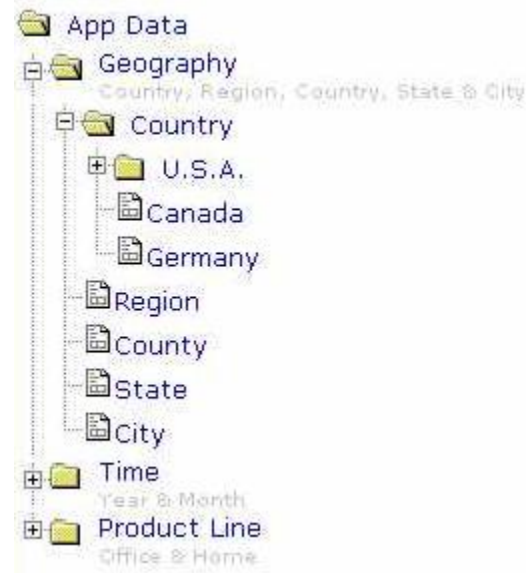 App Data
Geography
Country, Region, Country, State & City
Country
U.S.A.
Canada
Germany
Region
County
State
City
Time
Year & Month
Product Line
Office & Home